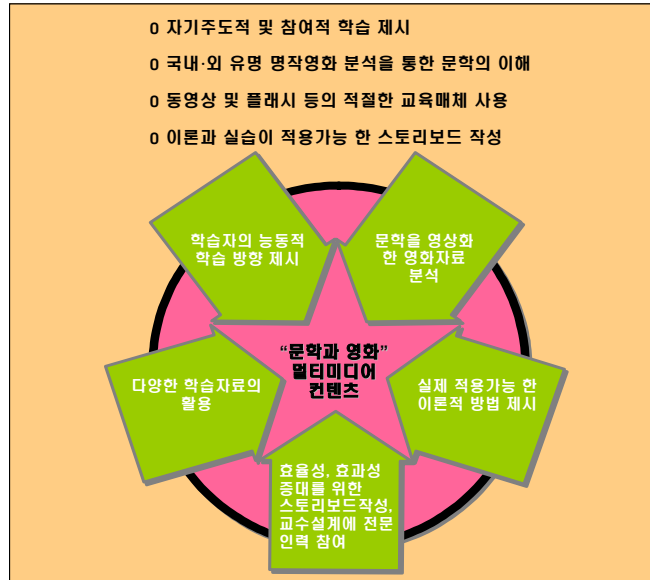 o 자기주도적 및 참여적 학습 제시
o 국내·외 유명 명작영화 분석을 통한 문학의 이해
o 동영상 및 플래시 등의 적절한 교육매체 사용
o 이론과 실습이 적용가능 한 스토리보드 작성
학습자의 능동적
학습 방향 제시
문학을 영상화
한 영화자료
분석
“문학과 영화”
멀티미디어
컨텐츠
다양한 학습자료의
활용
실제 적용가능 한
이론적 방법 제시
효율성, 효과성
증대를 위한
스토리보드작성,
교수설계에 전문
인력 참여